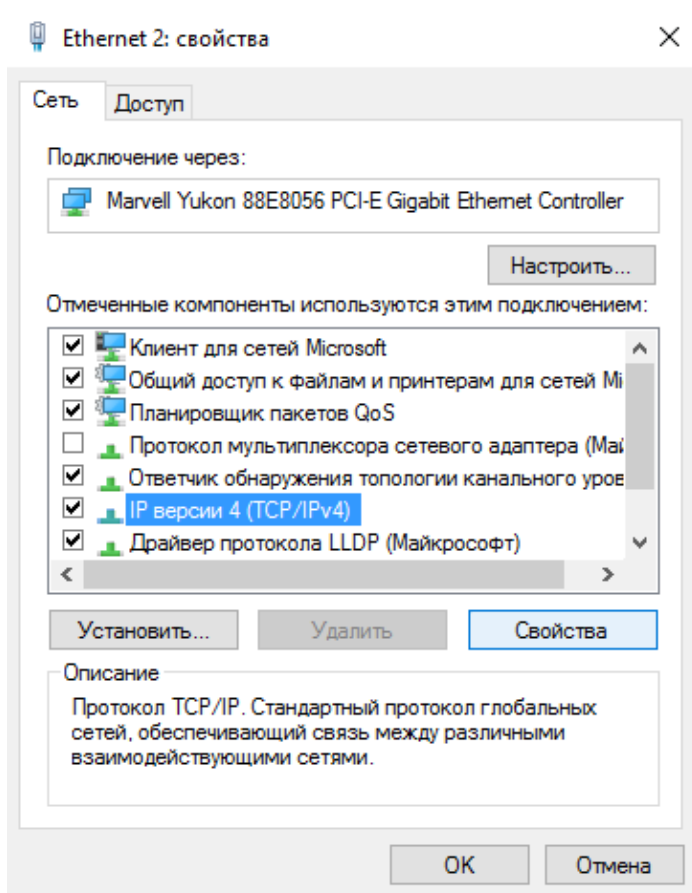 Ethernet 2: свойства
Сеть
Доступ
Подключение через:
Marvell Yukon 88E8056 PCI-E Gigabit Ethernet Controller
Настроить...
Отмеченные компоненты используются этим подключением:
Клиент для сетей Microsoft
Общий доступ к файлам и принтерам для сетей Mi
Планировщик пакетов QoS
Протокол мультиплексора сетевого адаптера (Май
Ответчик обнаружения топологии канального уров
IP версии 4 (TCP/IPv4)
Драйвер протокола LLDP (Майкрософт)
Установить...
Удалить
Свойства
Описание
Протокол TCP/IP. Стандартный протокол глобальных
сетей, обеспечивающий связь между различными
взаимодействующими сетями.
OK
Отмена